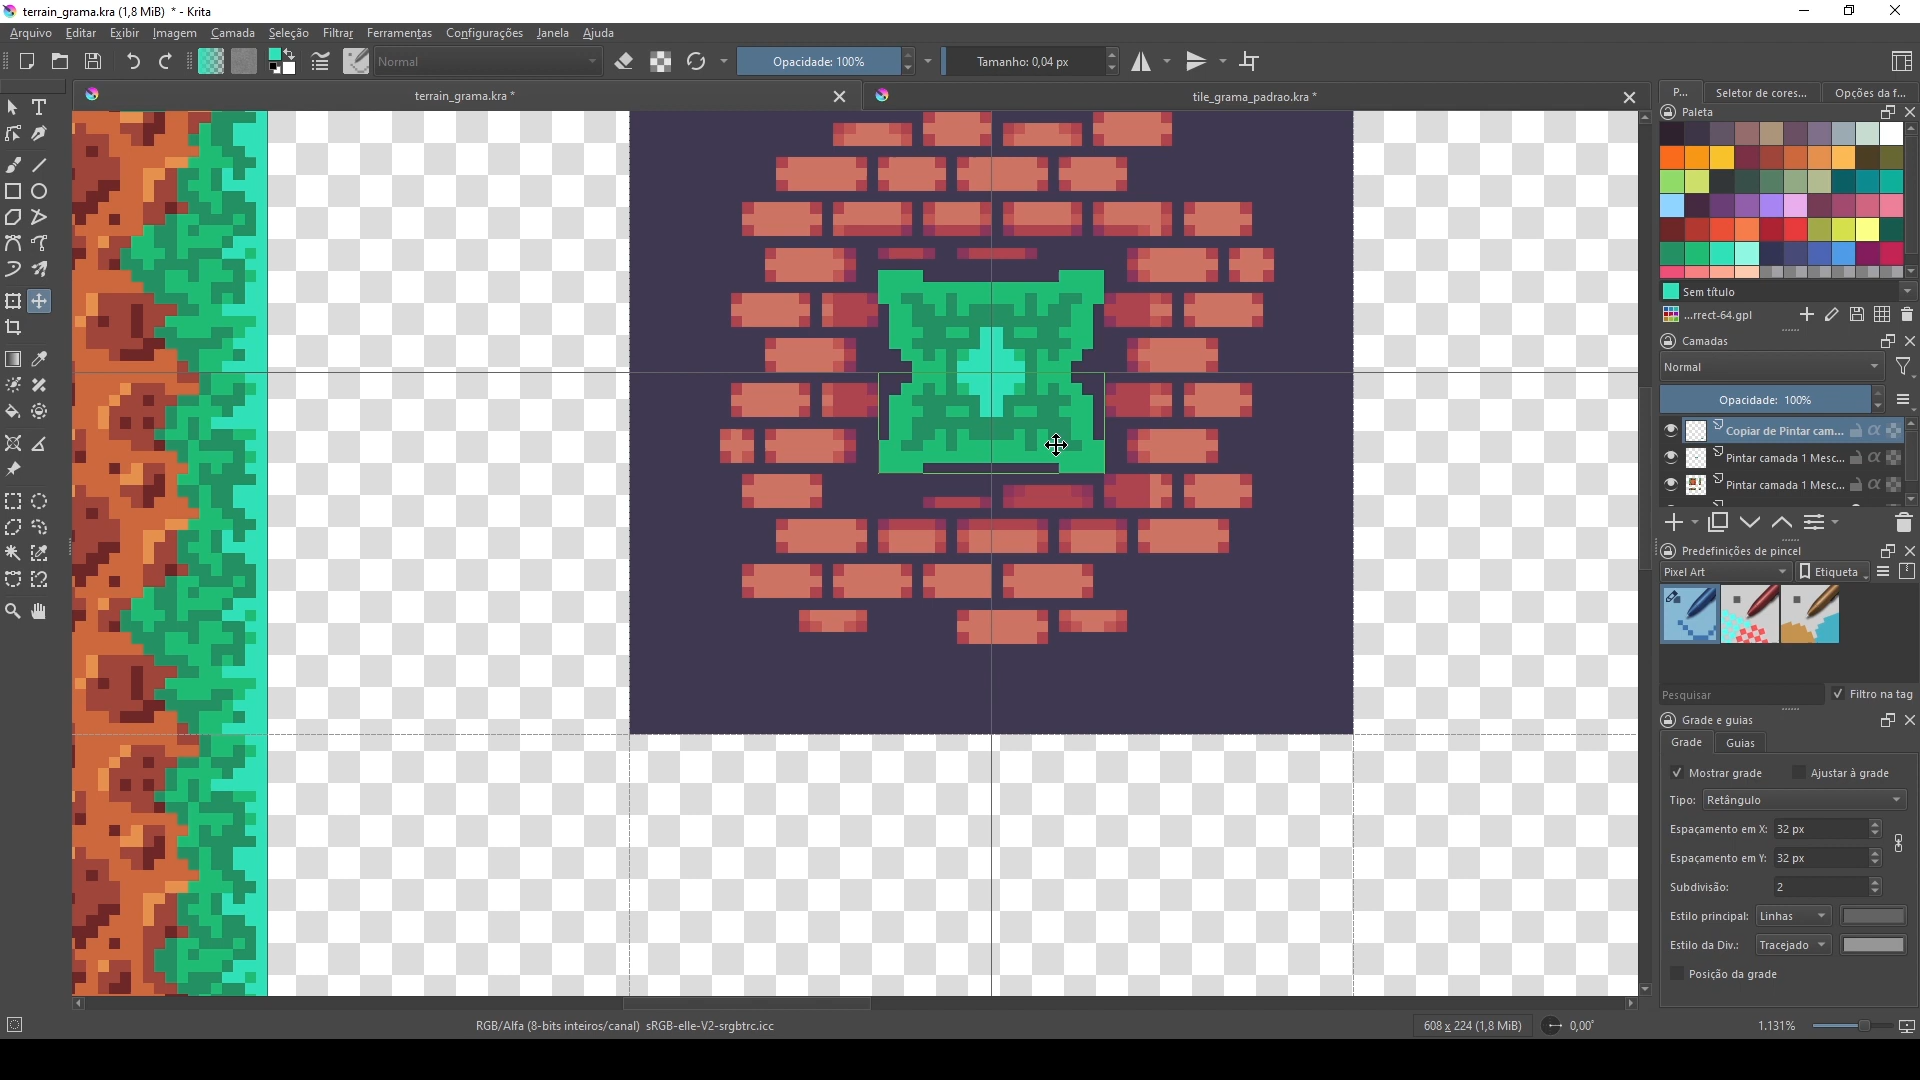 terrain_grama.kra (1,8 MiB) * - Krita
Arquivo Editar Exibir Imagem Camada Seleção Filtrar Ferramentas Configurações Janela Ajuda
Normal Opacidade: 100% Tamanho: 0,04 px
terrain_grama.kra * tile_grama_padrao.kra *
P... Seletor de cores... Opções da f...
Paleta
Sem título
...rrect-64.gpl
Camadas
Normal
Opacidade: 100%
Copiar de Pintar cam...
Pintar camada 1 Mesc...
Pintar camada 1 Mesc...
Predefinições de pincel
Pixel Art Etiqueta
Pesquisar Filtro na tag
Grade e guias
Grade Guias
Mostrar grade Ajustar à grade
Tipo: Retângulo
Espaçamento em X: 32 px
Espaçamento em Y: 32 px
Subdivisão: 2
Estilo principal: Linhas
Estilo da Div.: Tracejado
Posição da grade
RGB/Alfa (8-bits inteiros/canal) sRGB-elle-V2-srgbtrc.icc 608 x 224 (1,8 MiB) 0,00° 1.131%